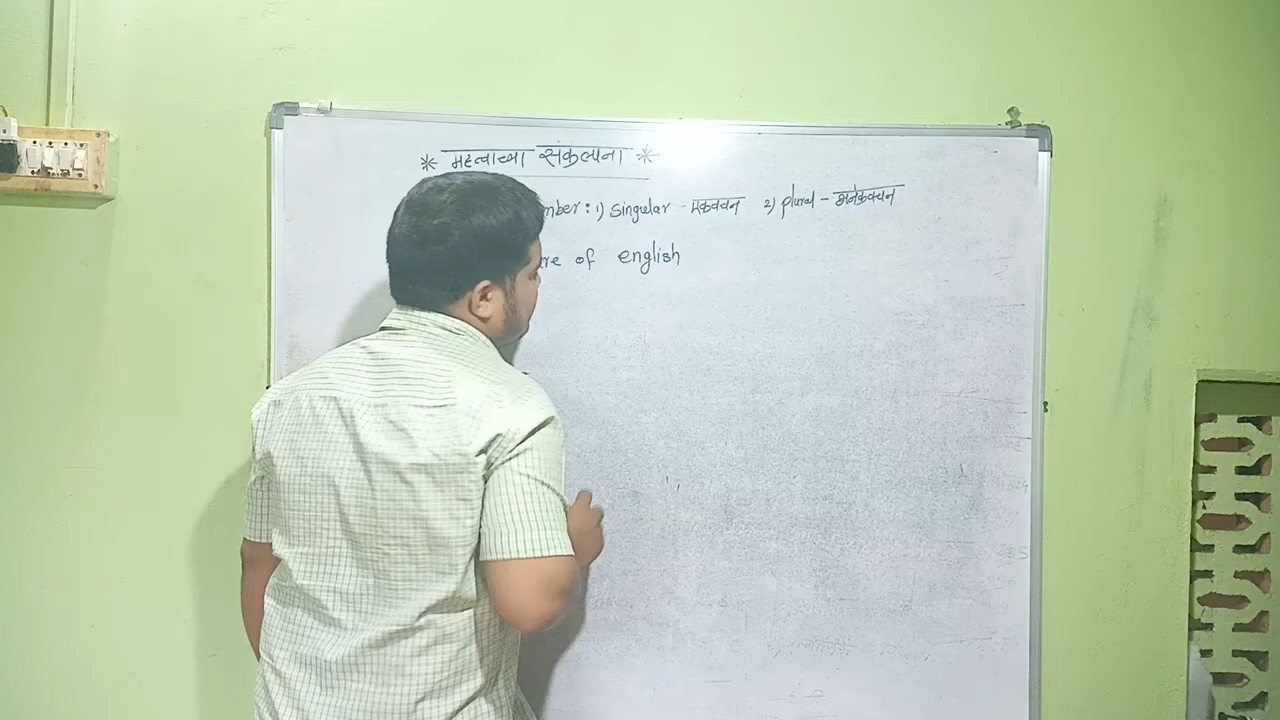 * महत्वाच्या संकल्पना *
mber : 1) Singular - एकवचन 2) plural - अनेकवचन
re of english